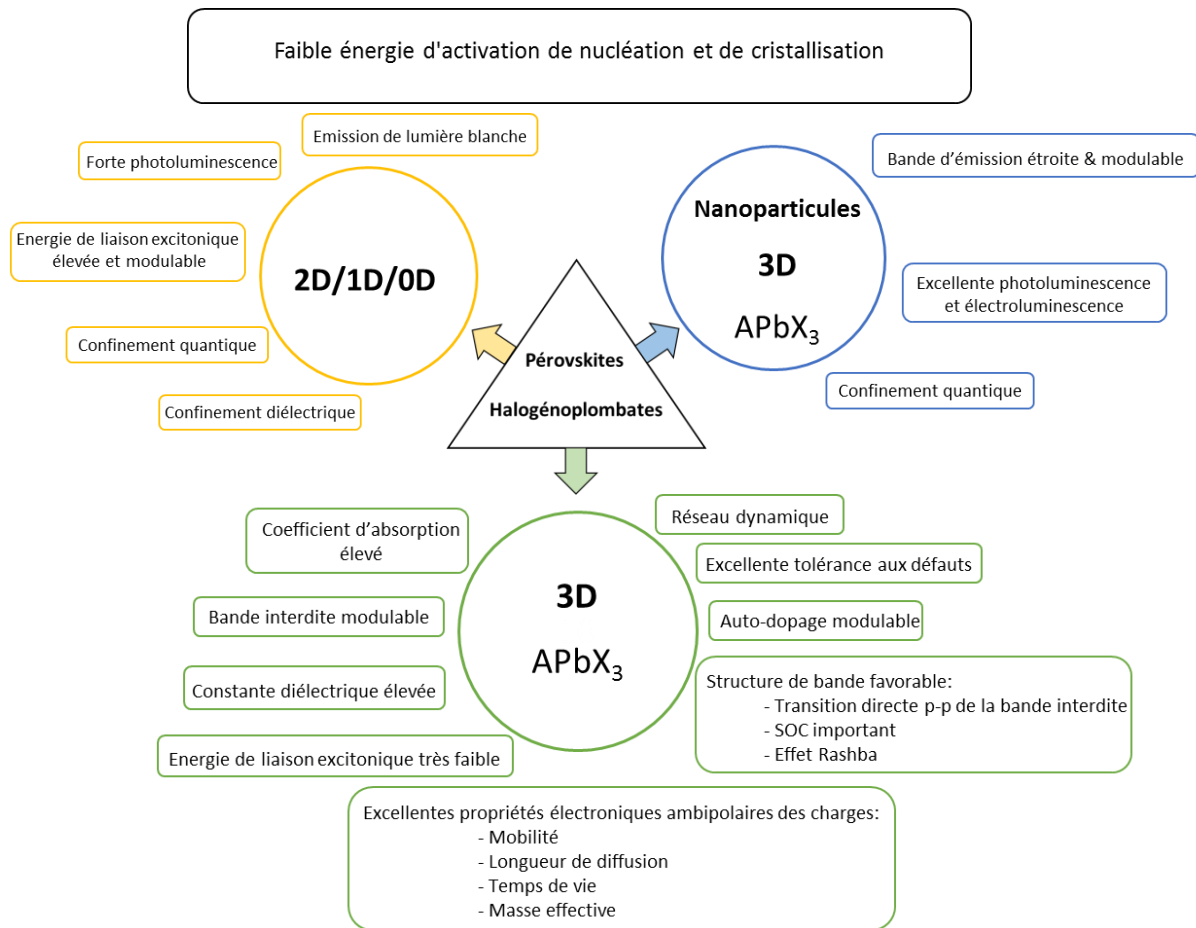 Faible énergie d'activation de nucléation et de cristallisation
Emission de lumière blanche
Forte photoluminescence
Energie de liaison excitonique
élevée et modulable
2D/1D/0D
Confinement quantique
Confinement diélectrique
Bande d’émission étroite & modulable
Nanoparticules
3D
APbX₃
Excellente photoluminescence
et électroluminescence
Confinement quantique
Pérovskites
Halogénoplombates
Coefficient d’absorption
élevé
Bande interdite modulable
Constante diélectrique élevée
Energie de liaison excitonique très faible
3D
APbX₃
Réseau dynamique
Excellente tolérance aux défauts
Auto-dopage modulable
Structure de bande favorable:
- Transition directe p-p de la bande interdite
- SOC important
- Effet Rashba
Excellentes propriétés électroniques ambipolaires des charges:
- Mobilité
- Longueur de diffusion
- Temps de vie
- Masse effective